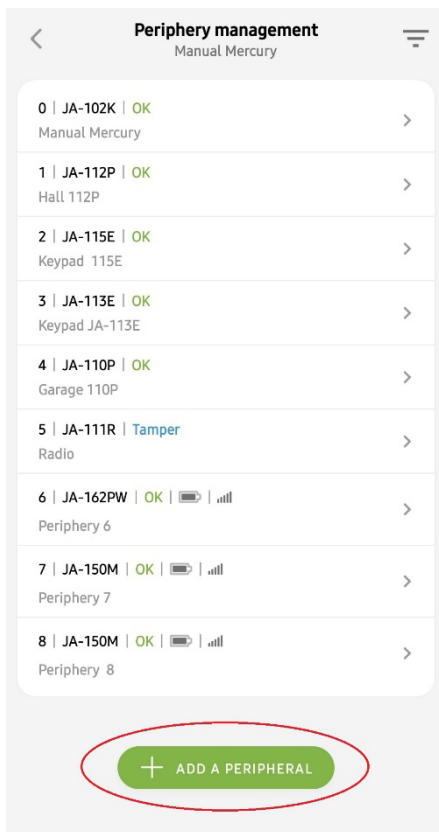 Periphery management
Manual Mercury
0 | JA-102K | OK
Manual Mercury
1 | JA-112P | OK
Hall 112P
2 | JA-115E | OK
Keypad 115E
3 | JA-113E | OK
Keypad JA-113E
4 | JA-110P | OK
Garage 110P
5 | JA-111R | Tamper
Radio
6 | JA-162PW | OK | |
Periphery 6
7 | JA-150M | OK | |
Periphery 7
8 | JA-150M | OK | |
Periphery 8
+ ADD A PERIPHERAL